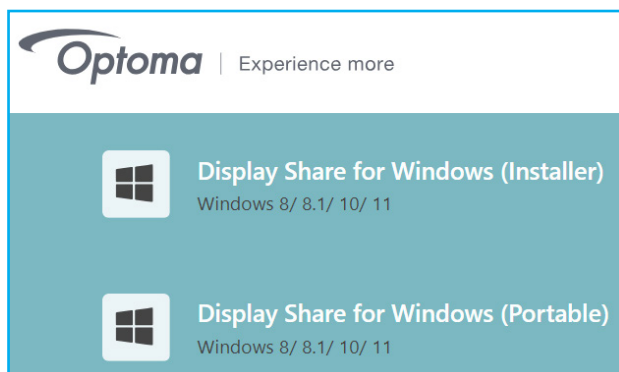 Optoma | Experience more
Display Share for Windows (Installer)
Windows 8/ 8.1/ 10/ 11
Display Share for Windows (Portable)
Windows 8/ 8.1/ 10/ 11